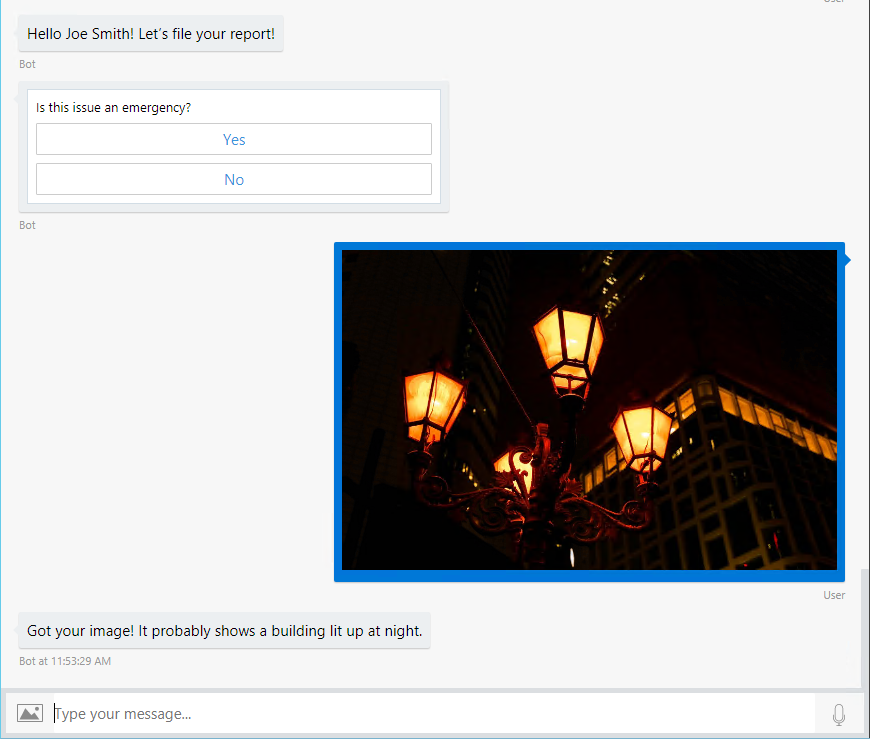 User
Hello Joe Smith! Let's file your report!
Bot
Is this issue an emergency?
Yes
No
Bot
User
Got your image! It probably shows a building lit up at night.
Bot at 11:53:29 AM
Type your message...